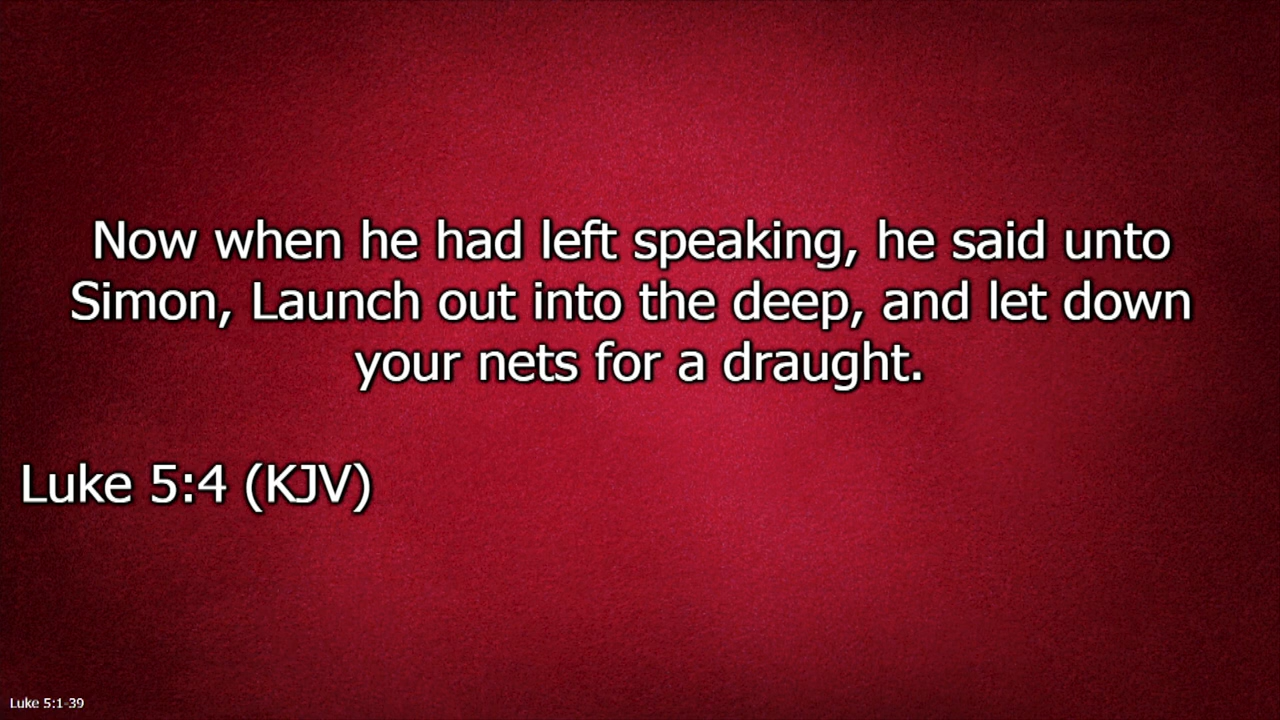 Now when he had left speaking, he said unto
Simon, Launch out into the deep, and let down
your nets for a draught.
Luke 5:4 (KJV)
Luke 5:1-39